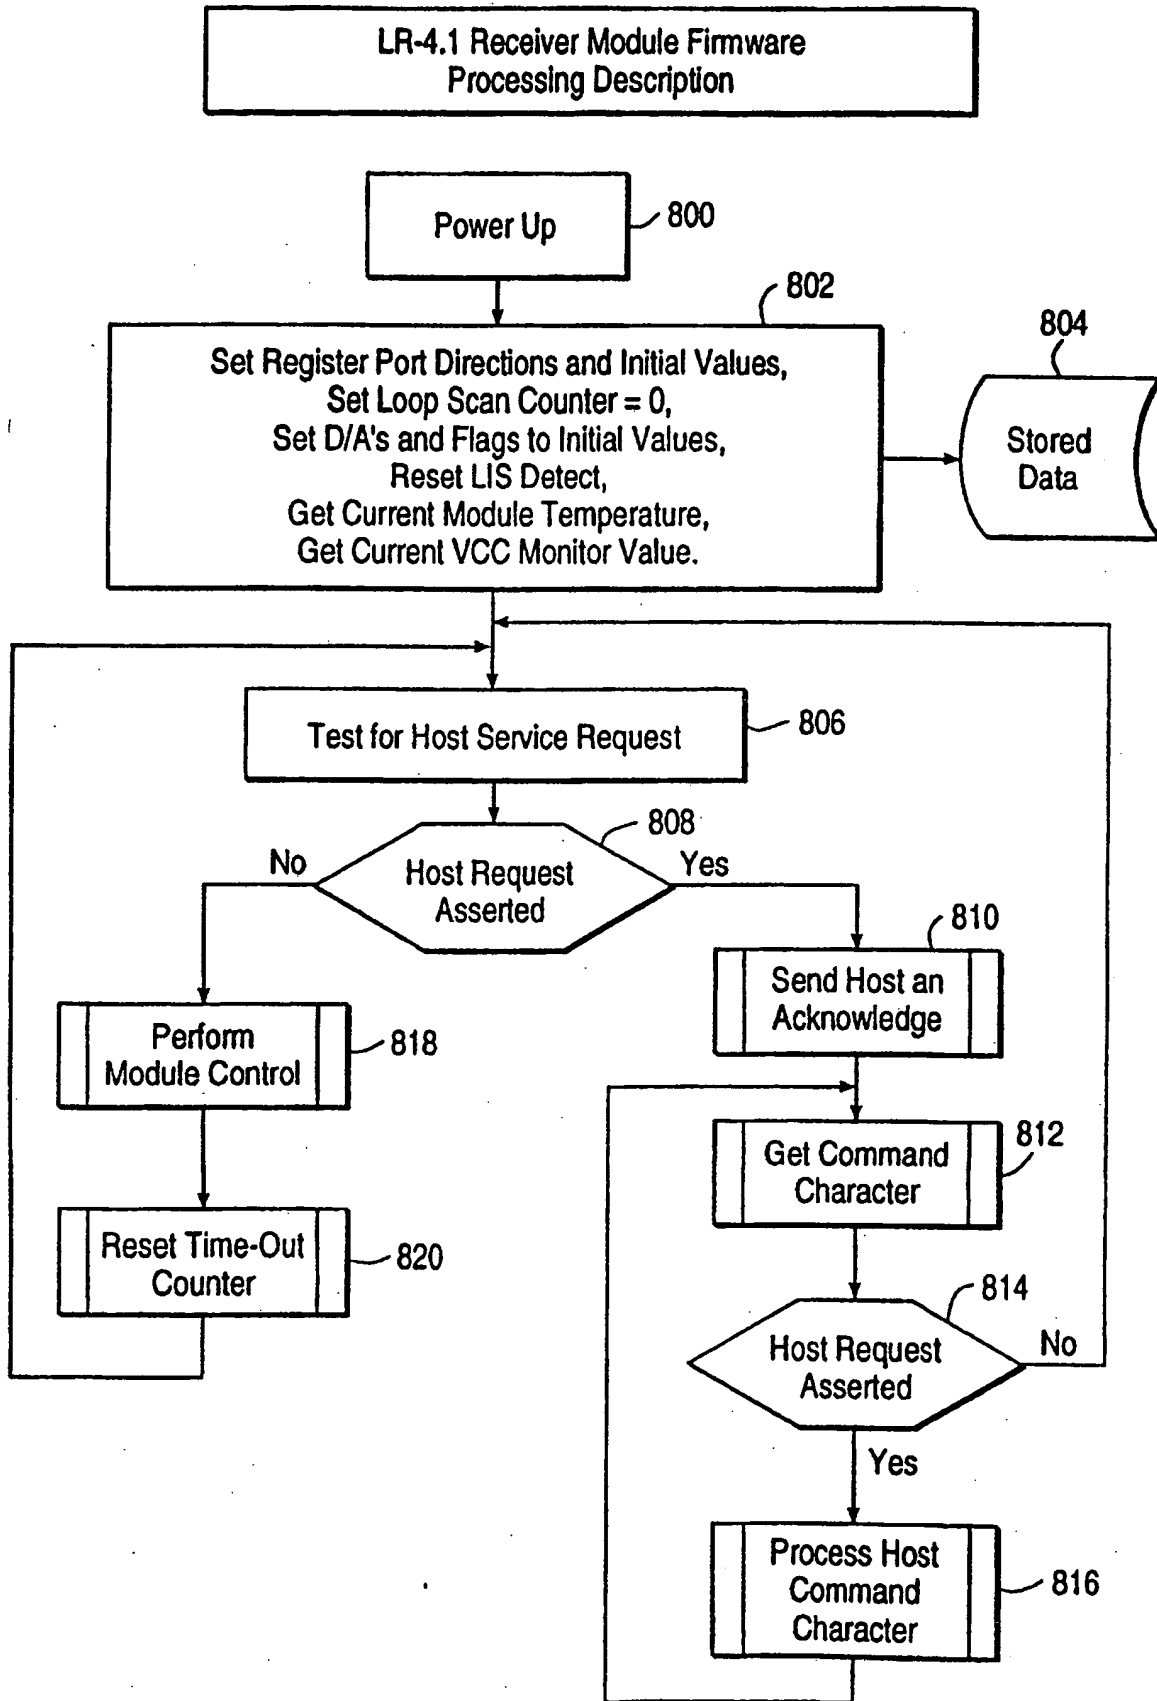 LR-4.1 Receiver Module Firmware
Processing Description
Power Up
800
802
Set Register Port Directions and Initial Values,
Set Loop Scan Counter = 0,
Set D/A's and Flags to Initial Values,
Reset LIS Detect,
Get Current Module Temperature,
Get Current VCC Monitor Value.
804
Stored
Data
Test for Host Service Request
806
808
No
Host Request
Asserted
Yes
810
Send Host an
Acknowledge
Perform
Module Control
818
812
Get Command
Character
Reset Time-Out
Counter
820
814
Host Request
Asserted
No
Yes
Process Host
Command
Character
816